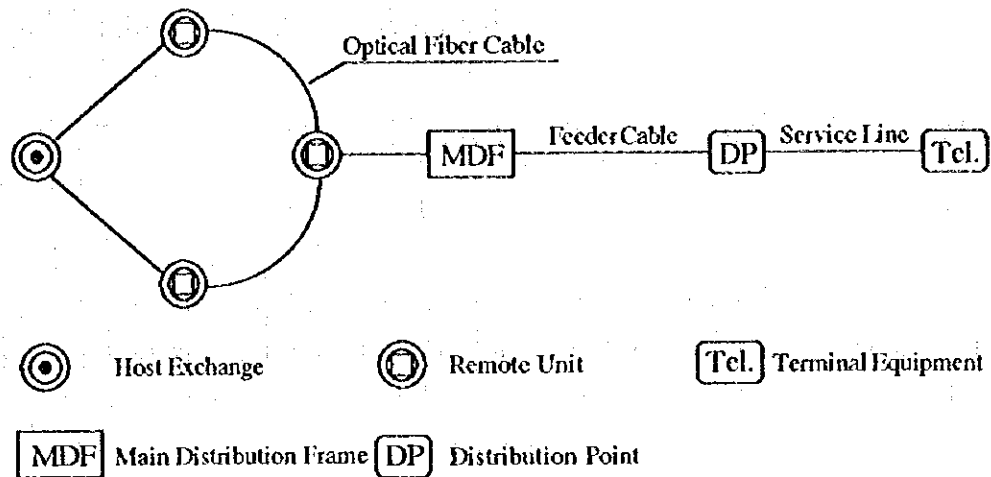 Optical Fiber Cable
MDF Feeder Cable DP Service Line Tel.
Host Exchange Remote Unit Tel. Terminal Equipment
MDF Main Distribution Frame DP Distribution Point